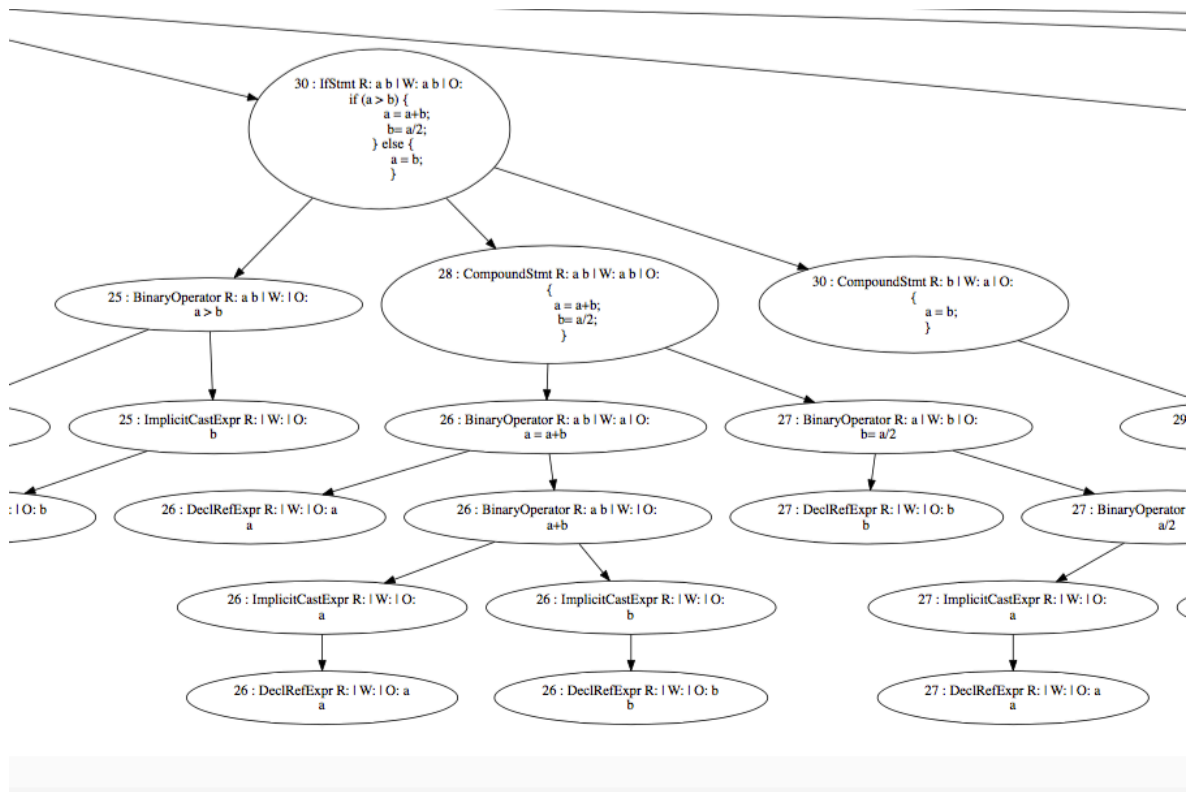 30 : IfStmt R: a b | W: a b | O:
if (a > b) {
a = a+b;
b= a/2;
} else {
a = b;
}
25 : BinaryOperator R: a b | W: | O:
a > b
28 : CompoundStmt R: a b | W: a b | O:
{
a = a+b;
b= a/2;
}
30 : CompoundStmt R: b | W: a | O:
{
a = b;
}
25 : ImplicitCastExpr R: | W: | O:
b
26 : BinaryOperator R: a b | W: a | O:
a = a+b
27 : BinaryOperator R: a | W: b | O:
b= a/2
29
: | O: b
26 : DeclRefExpr R: | W: | O: a
a
26 : BinaryOperator R: a b | W: | O:
a+b
27 : DeclRefExpr R: | W: | O: b
b
27 : BinaryOperator
a/2
26 : ImplicitCastExpr R: | W: | O:
a
26 : ImplicitCastExpr R: | W: | O:
b
27 : ImplicitCastExpr R: | W: | O:
a
26 : DeclRefExpr R: | W: | O: a
a
26 : DeclRefExpr R: | W: | O: b
b
27 : DeclRefExpr R: | W: | O: a
a